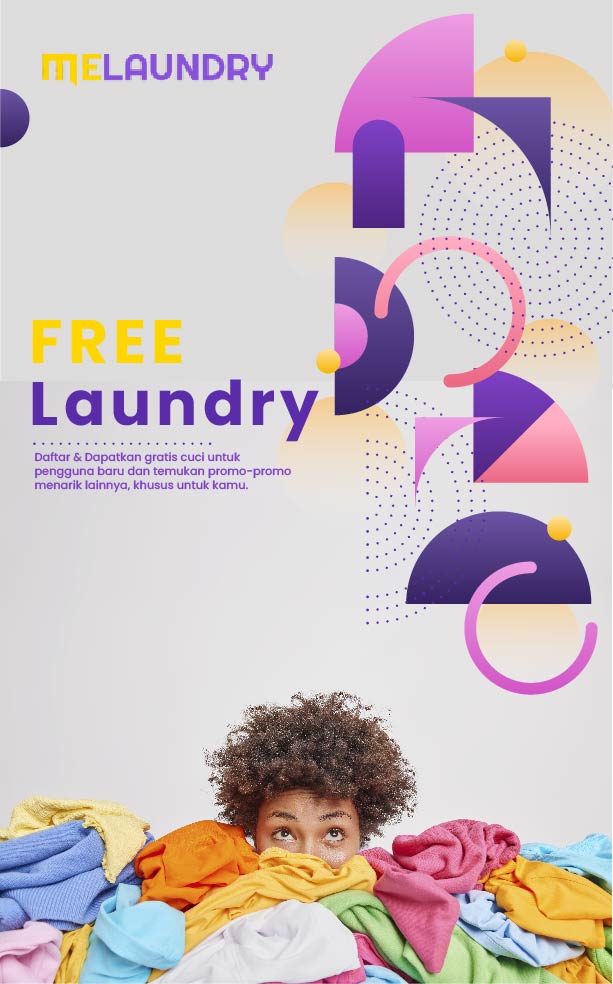 MELAUNDRY
FREE
Laundry
Daftar & Dapatkan gratis cuci untuk
pengguna baru dan temukan promo-promo
menarik lainnya, khusus untuk kamu.